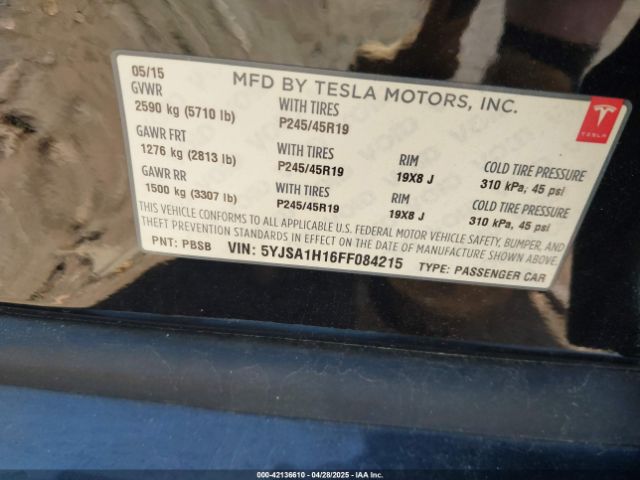 05/15
MFD BY TESLA MOTORS, INC.
GVWR
2590 kg (5710 lb)
WITH TIRES
P245/45R19
TESLA
GAWR FRT
1276 kg (2813 lb)
WITH TIRES
P245/45R19
RIM
19X8 J
COLD TIRE PRESSURE
310 kPa, 45 psi
GAWR RR
1500 kg (3307 lb)
WITH TIRES
P245/45R19
RIM
19X8 J
COLD TIRE PRESSURE
310 kPa, 45 psi
THIS VEHICLE CONFORMS TO ALL APPLICABLE U.S. FEDERAL MOTOR VEHICLE SAFETY, BUMPER, AND
THEFT PREVENTION STANDARDS IN EFFECT ON THE DATE OF MANUFACTURE SHOWN ABOVE.
PNT: PBSB VIN: 5YJSA1H16FF084215 TYPE: PASSENGER CAR
000-42136610 - 04/28/2025 - IAA Inc.